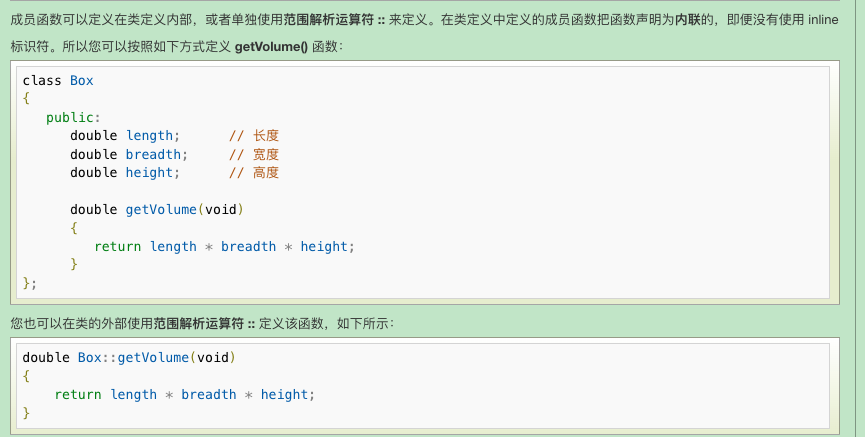 成员函数可以定义在类定义内部，或者单独使用范围解析运算符 :: 来定义。在类定义中定义的成员函数把函数声明为内联的，即便没有使用 inline
标识符。所以您可以按照如下方式定义 getVolume() 函数：
class Box
{
   public:
      double length;      // 长度
      double breadth;     // 宽度
      double height;      // 高度

      double getVolume(void)
      {
         return length * breadth * height;
      }
};
您也可以在类的外部使用范围解析运算符 :: 定义该函数，如下所示：
double Box::getVolume(void)
{
    return length * breadth * height;
}